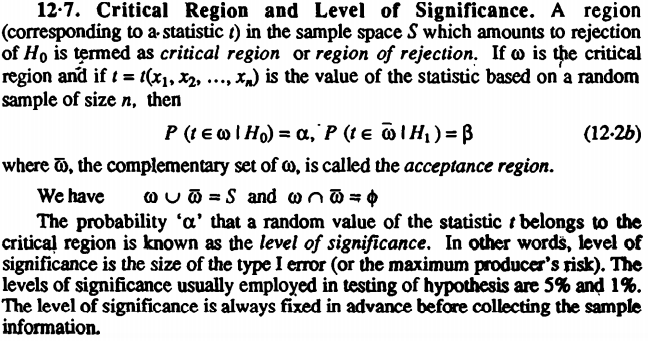 12·7. Critical Region and Level of Significance. A region
(corresponding to a statistic t) in the sample space S which amounts to rejection
of H₀ is termed as critical region or region of rejection. If ω is the critical
region and if t = t(x₁, x₂, ..., xₙ) is the value of the statistic based on a random
sample of size n, then
P (t ∈ ω | H₀) = α, P (t ∈ ω̄ | H₁) = β (12·2b)
where ω̄, the complementary set of ω, is called the acceptance region.
We have ω ∪ ω̄ = S and ω ∩ ω̄ = ϕ
The probability ‘α’ that a random value of the statistic t belongs to the
critical region is known as the level of significance. In other words, level of
significance is the size of the type I error (or the maximum producer's risk). The
levels of significance usually employed in testing of hypothesis are 5% and 1%.
The level of significance is always fixed in advance before collecting the sample
information.